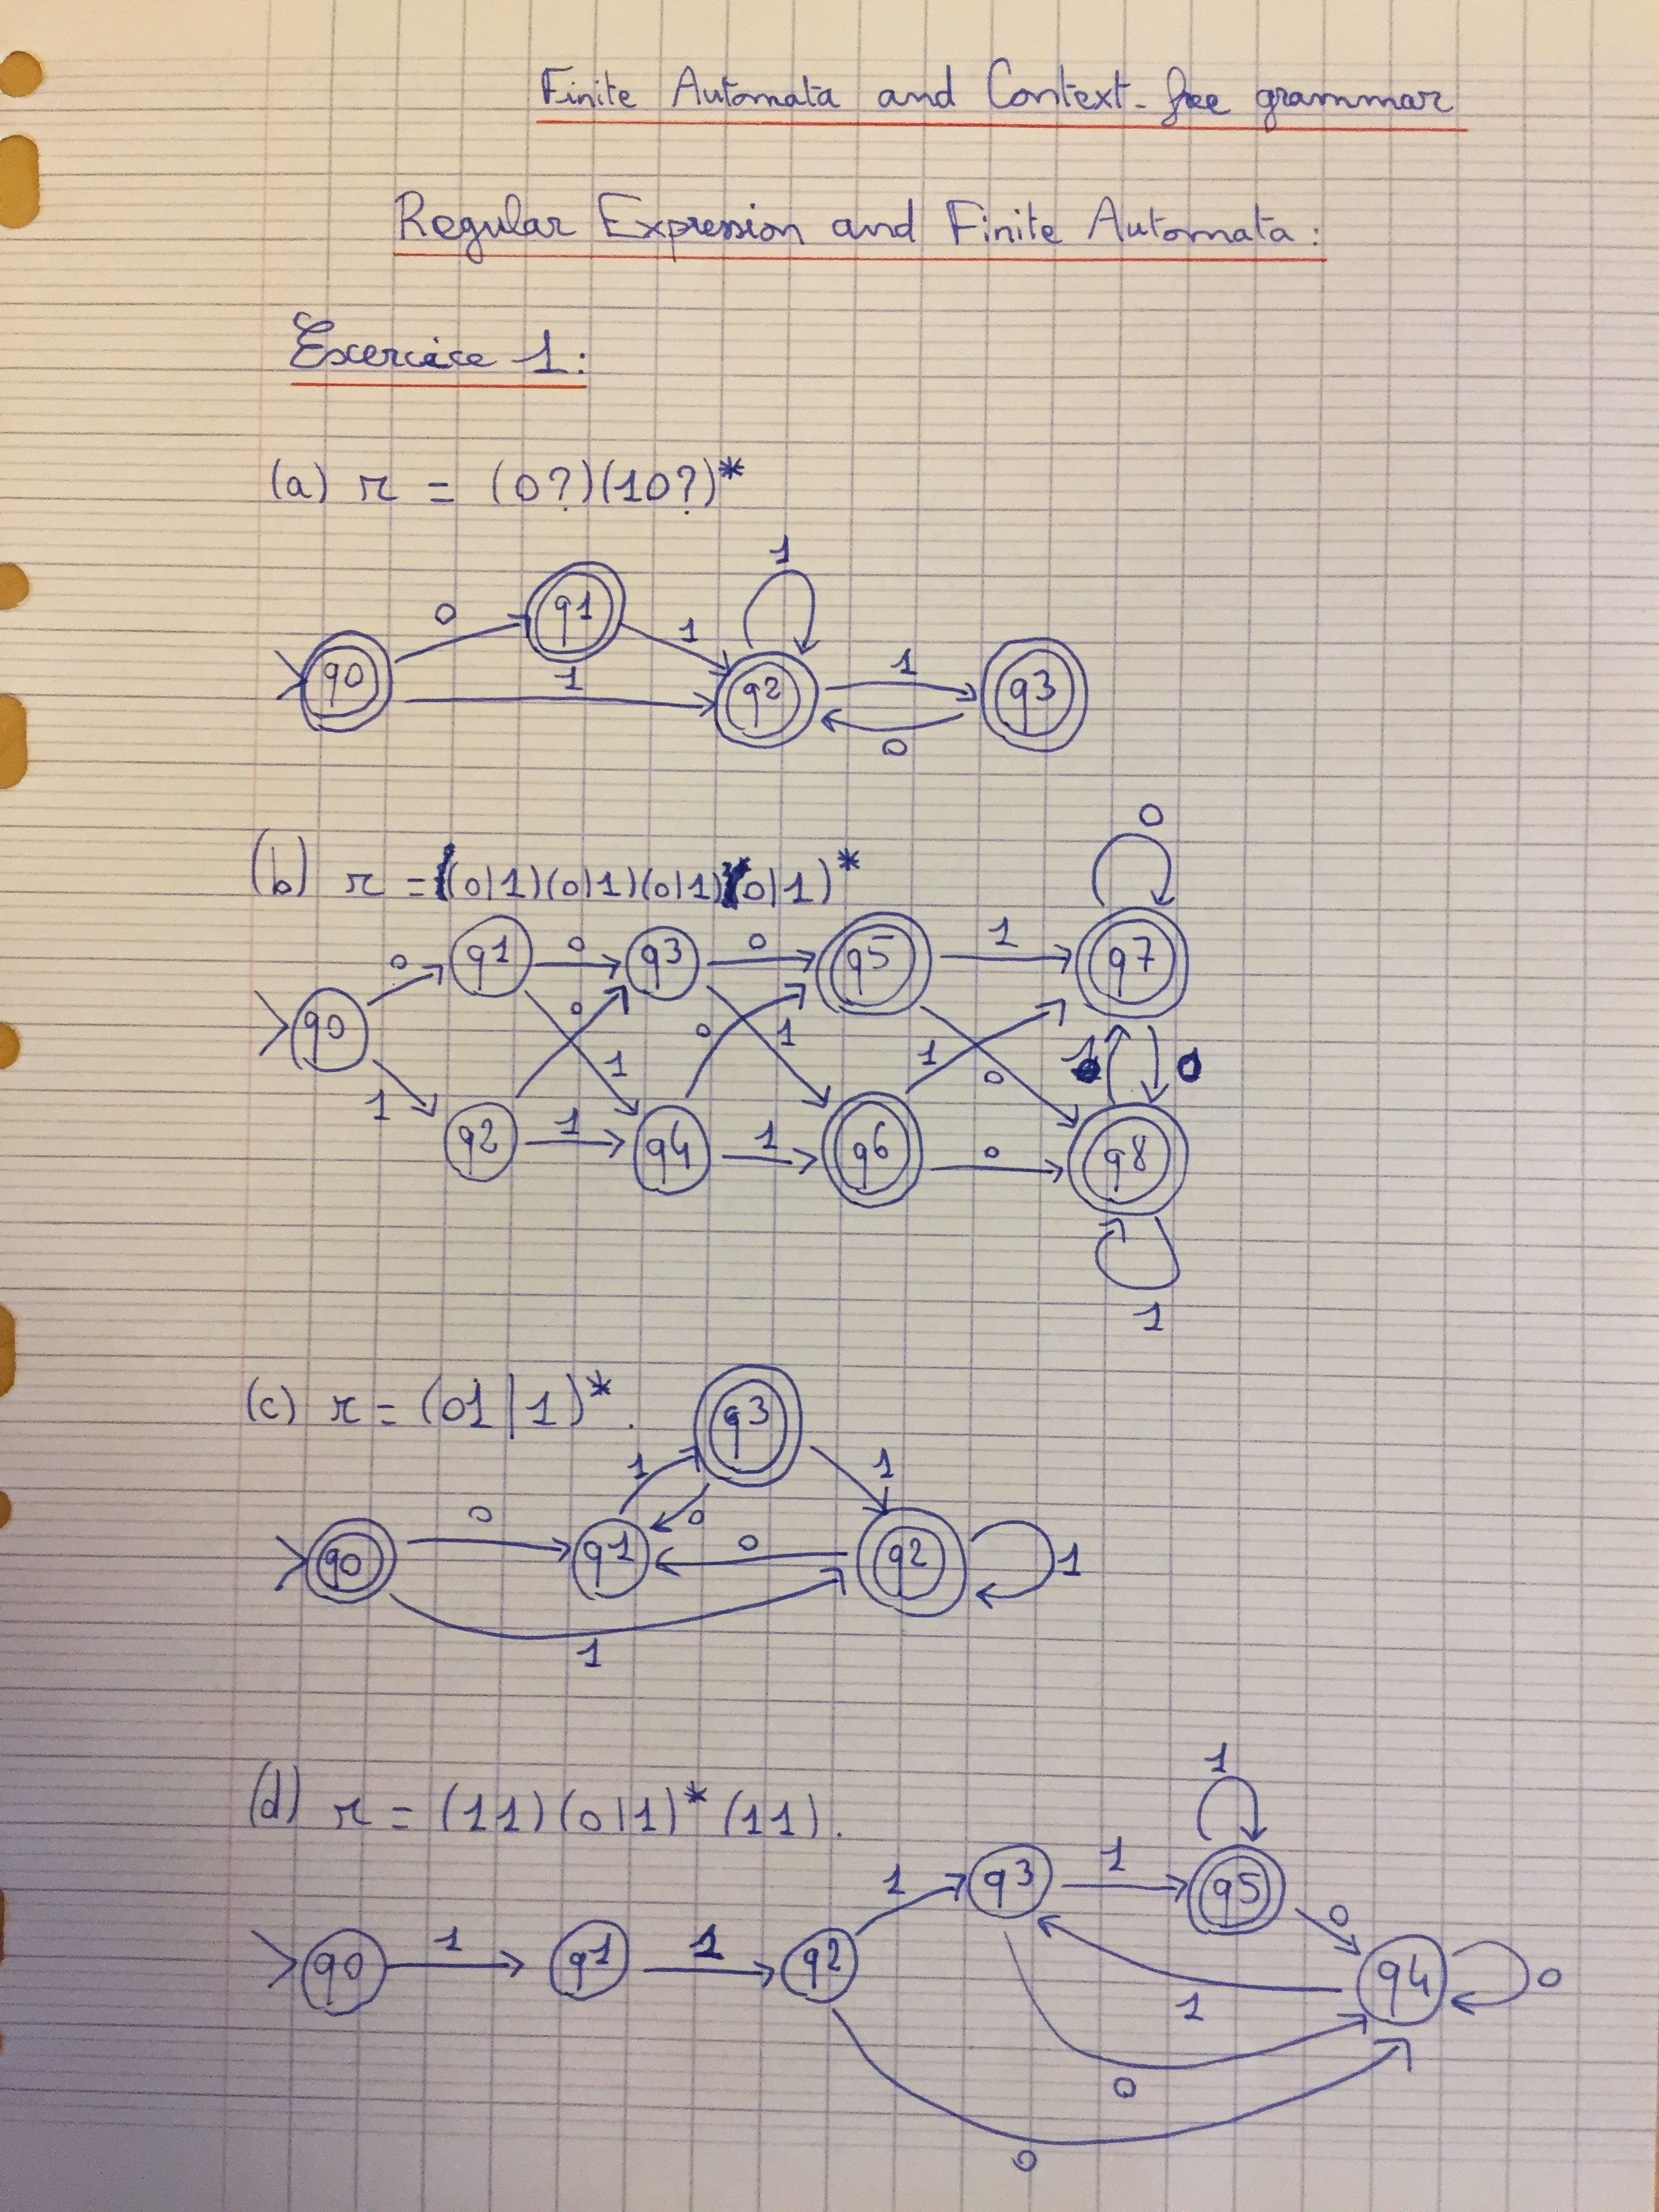 Finite Automata and Context-free grammar
Regular Expression and Finite Automata :
Excercice 1 :
(a) r = (0?)(10?)*
1
0 q1 1
q0 1 q2 1 q3
0
0
(b) r = ((0|1)(0|1)(0|1)(0|1)*
0 q1 0 q3 0 q5 1 q7
q0 0 1 0 1 1 0 1 0
1 q2 1 q4 1 q6 0 q8
1
(c) r = (01|1)*.
q3
1 0 1
q0 0 q1 0 q2 1
1
(d) r = (11)(0|1)*(11).
1
1 q3 1 q5 0
q0 1 q1 1 q2 q4 0
1
0
0